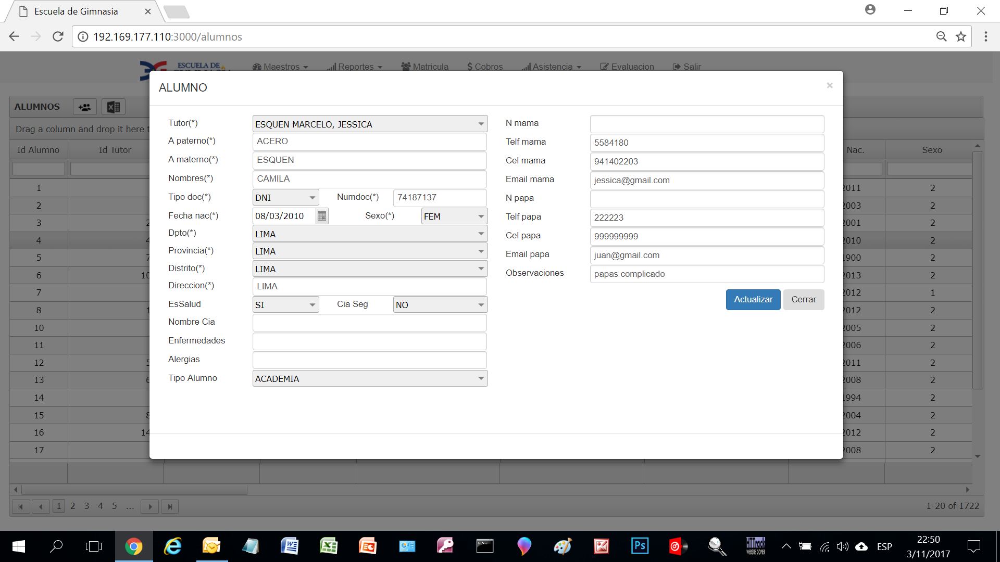 Escuela de Gimnasia
192.169.177.110:3000/alumnos
ESCUELA DE
Maestros
Reportes
Matricula
Cobros
Asistencia
Evaluacion
Salir
ALUMNO
×
ALUMNOS
Drag a column and drop it here
Id Alumno
Id Tutor
Nac.
Sexo
Tutor(*)
ESQUEN MARCELO, JESSICA
A paterno(*)
ACERO
A materno(*)
ESQUEN
Nombres(*)
CAMILA
Tipo doc(*)
DNI
Numdoc(*)
74187137
Fecha nac(*)
08/03/2010
Sexo(*)
FEM
Dpto(*)
LIMA
Provincia(*)
LIMA
Distrito(*)
LIMA
Direccion(*)
LIMA
EsSalud
SI
Cia Seg
NO
Nombre Cia
Enfermedades
Alergias
Tipo Alumno
ACADEMIA
N mama
Telf mama
5584180
Cel mama
941402203
Email mama
jessica@gmail.com
N papa
Telf papa
222223
Cel papa
999999999
Email papa
juan@gmail.com
Observaciones
papas complicado
Actualizar
Cerrar
1 2011 2
2 2003 2
3 2 2001 2
4 4 2010 2
5 7 1900 2
6 10 2013 2
7 2012 1
8 1 2012 2
10 2005 2
11 2006 2
12 5 2011 2
13 6 2008 2
14 1994 2
15 8 2004 2
16 14 2012 2
17 2008 2
1 2 3 4 5 ...
1-20 of 1722
Ps
HTTrack
WEBSITE COPIER
ESP
22:50
3/11/2017